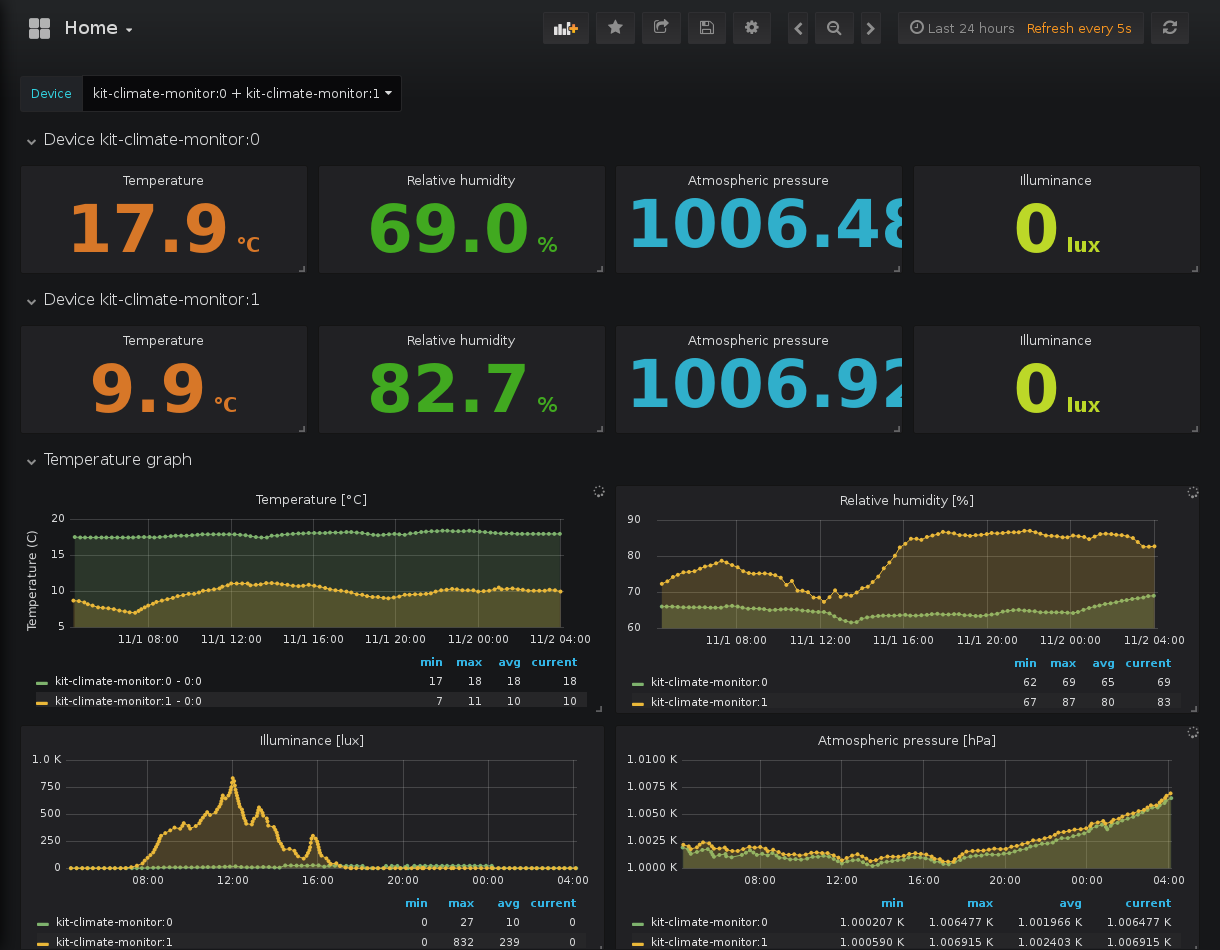 Home
Last 24 hours Refresh every 5s
Device kit-climate-monitor:0 + kit-climate-monitor:1
Device kit-climate-monitor:0
Temperature Relative humidity Atmospheric pressure Illuminance
17.9 °C 69.0 % 1006.48 0 lux
Device kit-climate-monitor:1
Temperature Relative humidity Atmospheric pressure Illuminance
9.9 °C 82.7 % 1006.92 0 lux
Temperature graph
Temperature [°C]
Temperature (C)
20
15
10
5
11/1 08:00 11/1 12:00 11/1 16:00 11/1 20:00 11/2 00:00 11/2 04:00
min max avg current
kit-climate-monitor:0 - 0:0 17 18 18 18
kit-climate-monitor:1 - 0:0 7 11 10 10
Relative humidity [%]
90
80
70
60
11/1 08:00 11/1 12:00 11/1 16:00 11/1 20:00 11/2 00:00 11/2 04:00
min max avg current
kit-climate-monitor:0 62 69 65 69
kit-climate-monitor:1 67 87 80 83
Illuminance [lux]
1.0 K
750
500
250
0
08:00 12:00 16:00 20:00 00:00 04:00
min max avg current
kit-climate-monitor:0 0 27 10 0
kit-climate-monitor:1 0 832 239 0
Atmospheric pressure [hPa]
1.0100 K
1.0075 K
1.0050 K
1.0025 K
1.0000 K
08:00 12:00 16:00 20:00 00:00 04:00
min max avg current
kit-climate-monitor:0 1.000207 K 1.006477 K 1.001966 K 1.006477 K
kit-climate-monitor:1 1.000590 K 1.006915 K 1.002403 K 1.006915 K